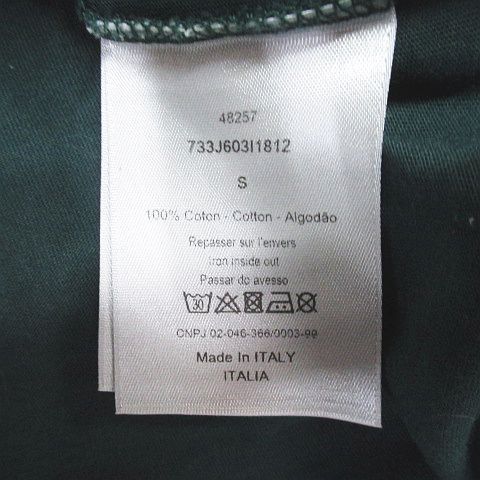 48257
733J603I1812
S
100% Coton - Cotton - Algodão
Repasser sur l'envers
Iron inside out
Passar do avesso
30
CNPJ 02-046-366/0003-99
Made In ITALY
ITALIA